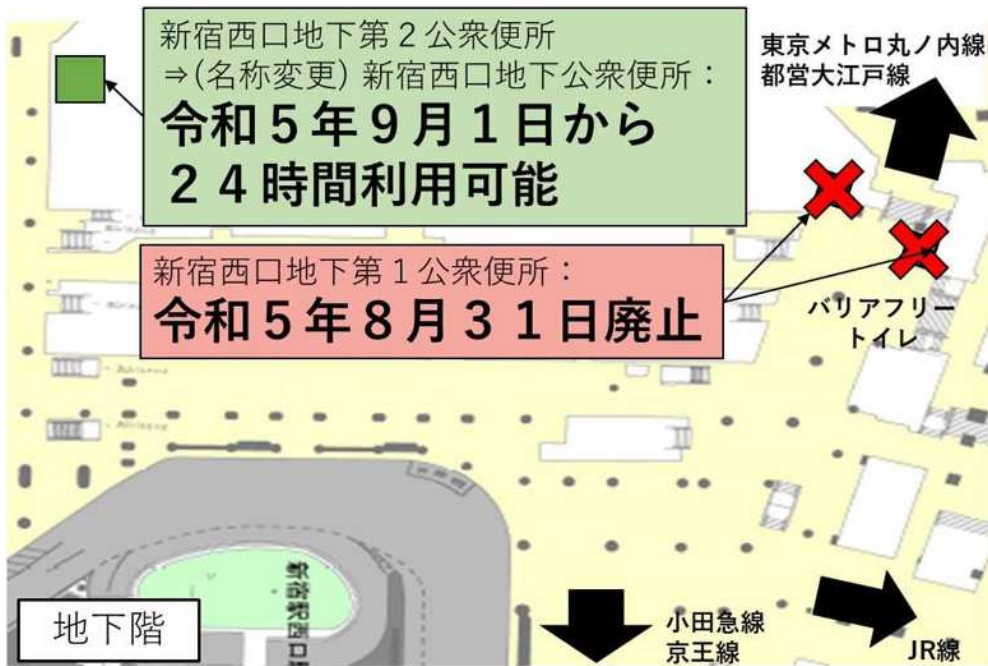 新宿西口地下第２公衆便所
⇒(名称変更) 新宿西口地下公衆便所：
令和５年９月１日から
２４時間利用可能
東京メトロ丸ノ内線
都営大江戸線
新宿西口地下第１公衆便所：
令和５年８月３１日廃止
バリアフリー
トイレ
新宿駅西口
地下階
小田急線
京王線
JR線